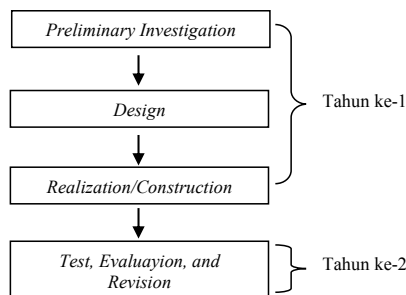 Preliminary Investigation
Tahun ke-1
Design
Realization/Construction
Test, Evaluayion, and
Revision
Tahun ke-2